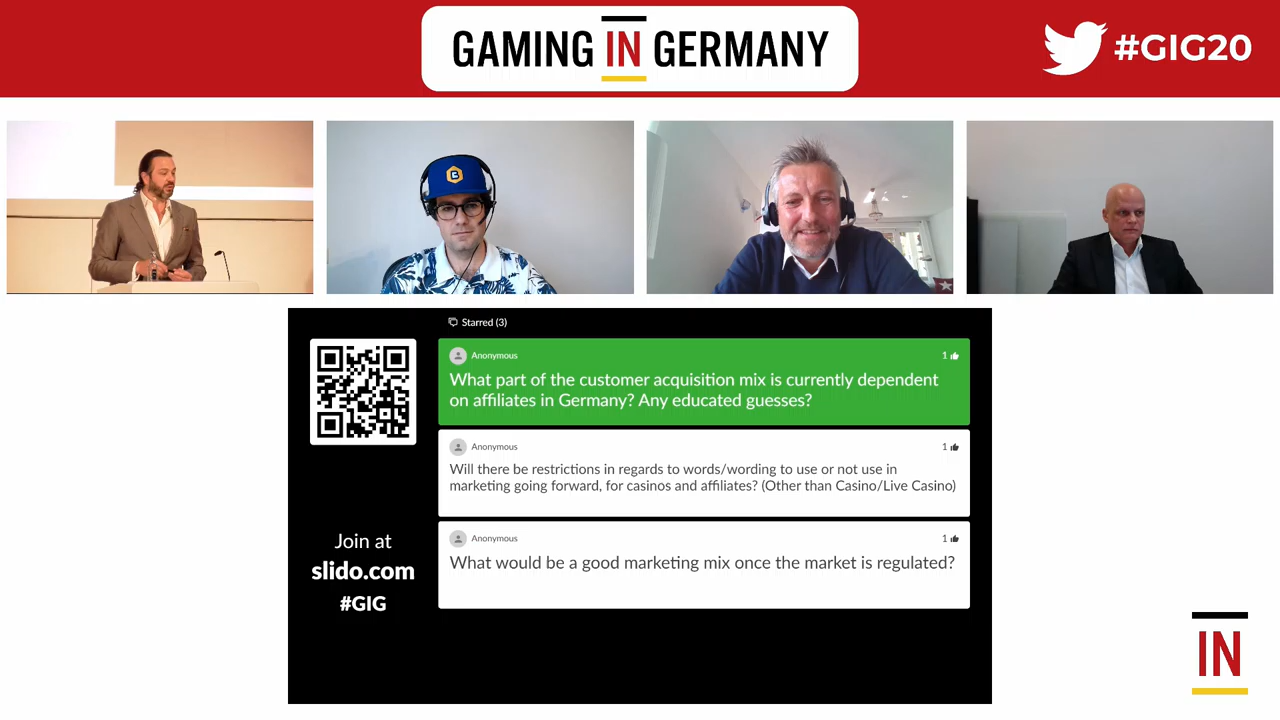 GAMING IN GERMANY
#GIG20
B
Starred (3)
Anonymous
1
What part of the customer acquisition mix is currently dependent
on affiliates in Germany? Any educated guesses?
Anonymous
1
Will there be restrictions in regards to words/wording to use or not use in
marketing going forward, for casinos and affiliates? (Other than Casino/Live Casino)
Anonymous
1
What would be a good marketing mix once the market is regulated?
Join at
slido.com
#GIG
IN